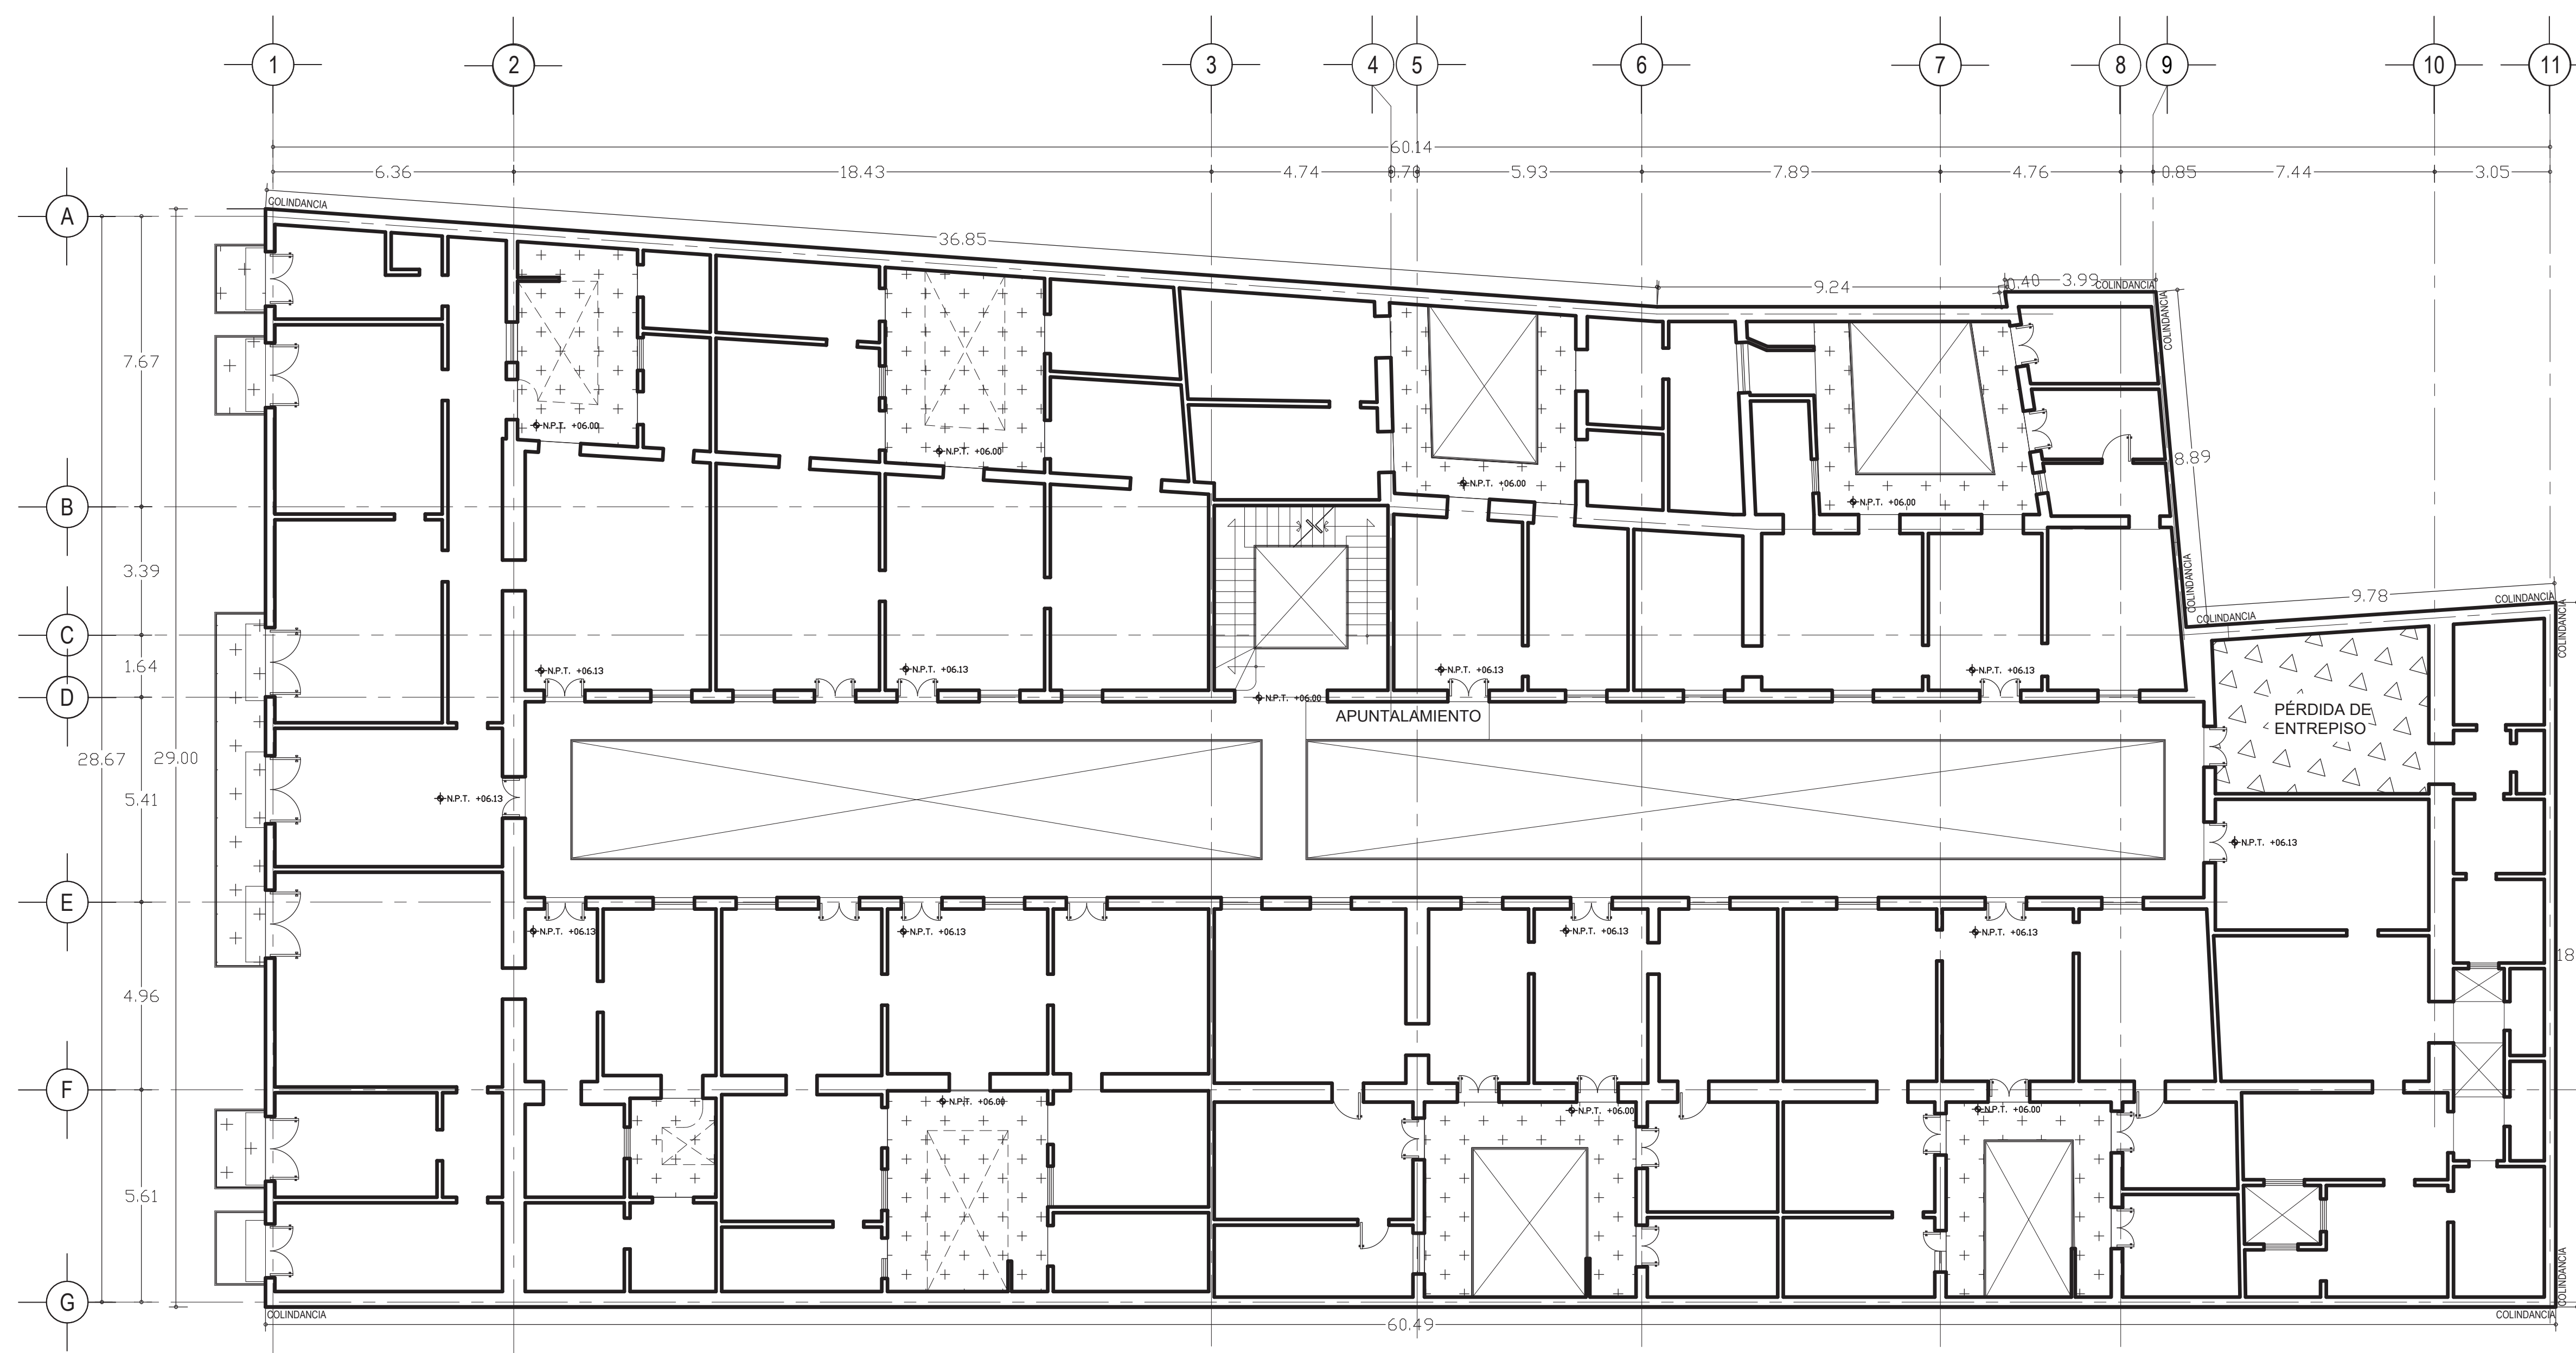 1 2 3 4 5 6 7 8 9 10 11
60.14
6.36 18.43 4.74 0.70 5.93 7.89 4.76 0.85 7.44 3.05
A
COLINDANCIA
36.85
9.24
0.40 3.99 COLINDANCIA
COLINDANCIA
7.67
N.P.T. +06.00
N.P.T. +06.00
8.89
N.P.T. +06.00
N.P.T. +06.00
B
3.39
COLINDANCIA
9.78
COLINDANCIA
COLINDANCIA
COLINDANCIA
C
1.64
N.P.T. +06.13
N.P.T. +06.13
N.P.T. +06.13
N.P.T. +06.13
D
N.P.T. +06.00
APUNTALAMIENTO
PÉRDIDA DE
ENTREPISO
28.67 29.00
5.41
N.P.T. +06.13
N.P.T. +06.13
E
N.P.T. +06.13
N.P.T. +06.13
N.P.T. +06.13
N.P.T. +06.13
18
4.96
F
N.P.T. +06.00
N.P.T. +06.00
N.P.T. +06.00
5.61
COLINDANCIA
G
COLINDANCIA
COLINDANCIA
60.49